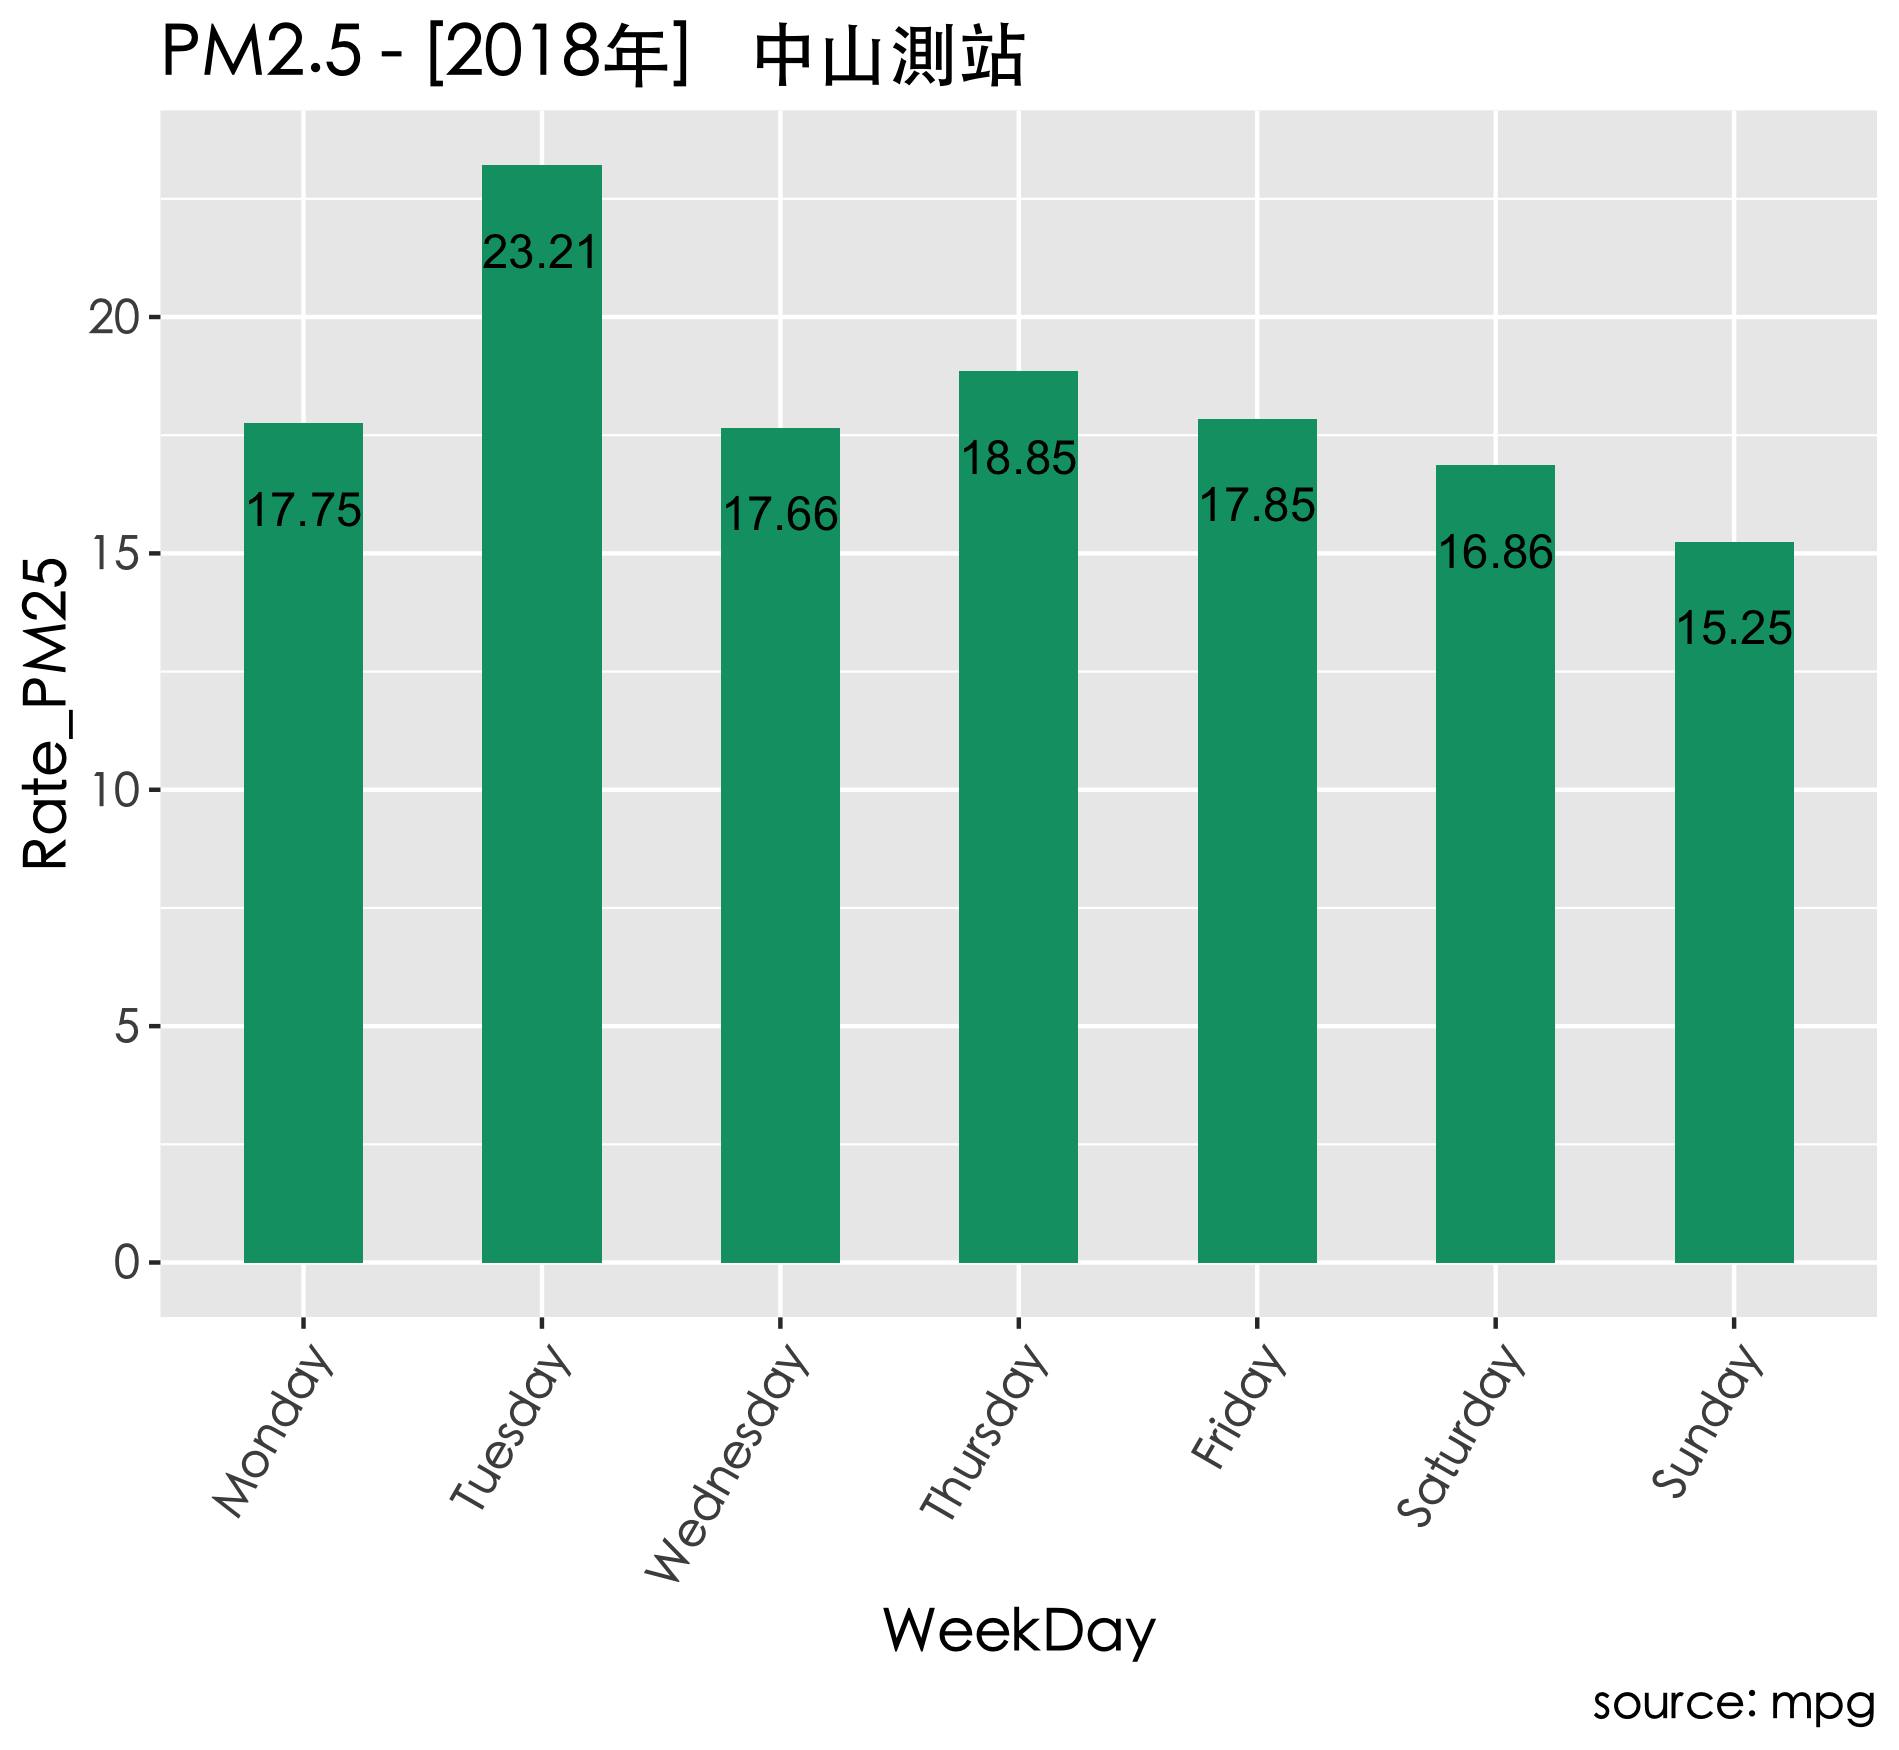 PM2.5 - [2018年] 中山測站
Rate_PM25
20
15
10
5
0
17.75
23.21
17.66
18.85
17.85
16.86
15.25
Monday
Tuesday
Wednesday
Thursday
Friday
Saturday
Sunday
WeekDay
source: mpg